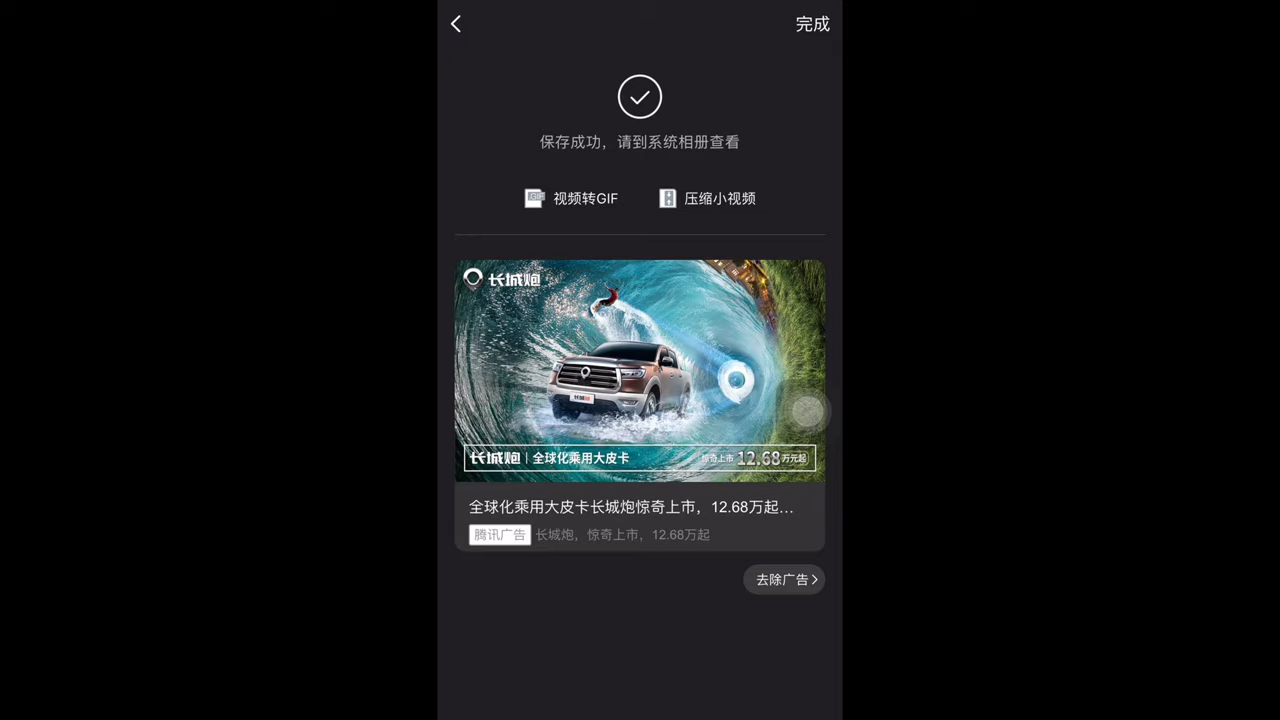 完成
保存成功，请到系统相册查看
视频转GIF
压缩小视频
长城炮
长城炮
长城炮 | 全球化乘用大皮卡
惊奇上市 12.68万元起
全球化乘用大皮卡长城炮惊奇上市，12.68万起...
腾讯广告 长城炮，惊奇上市，12.68万起
去除广告